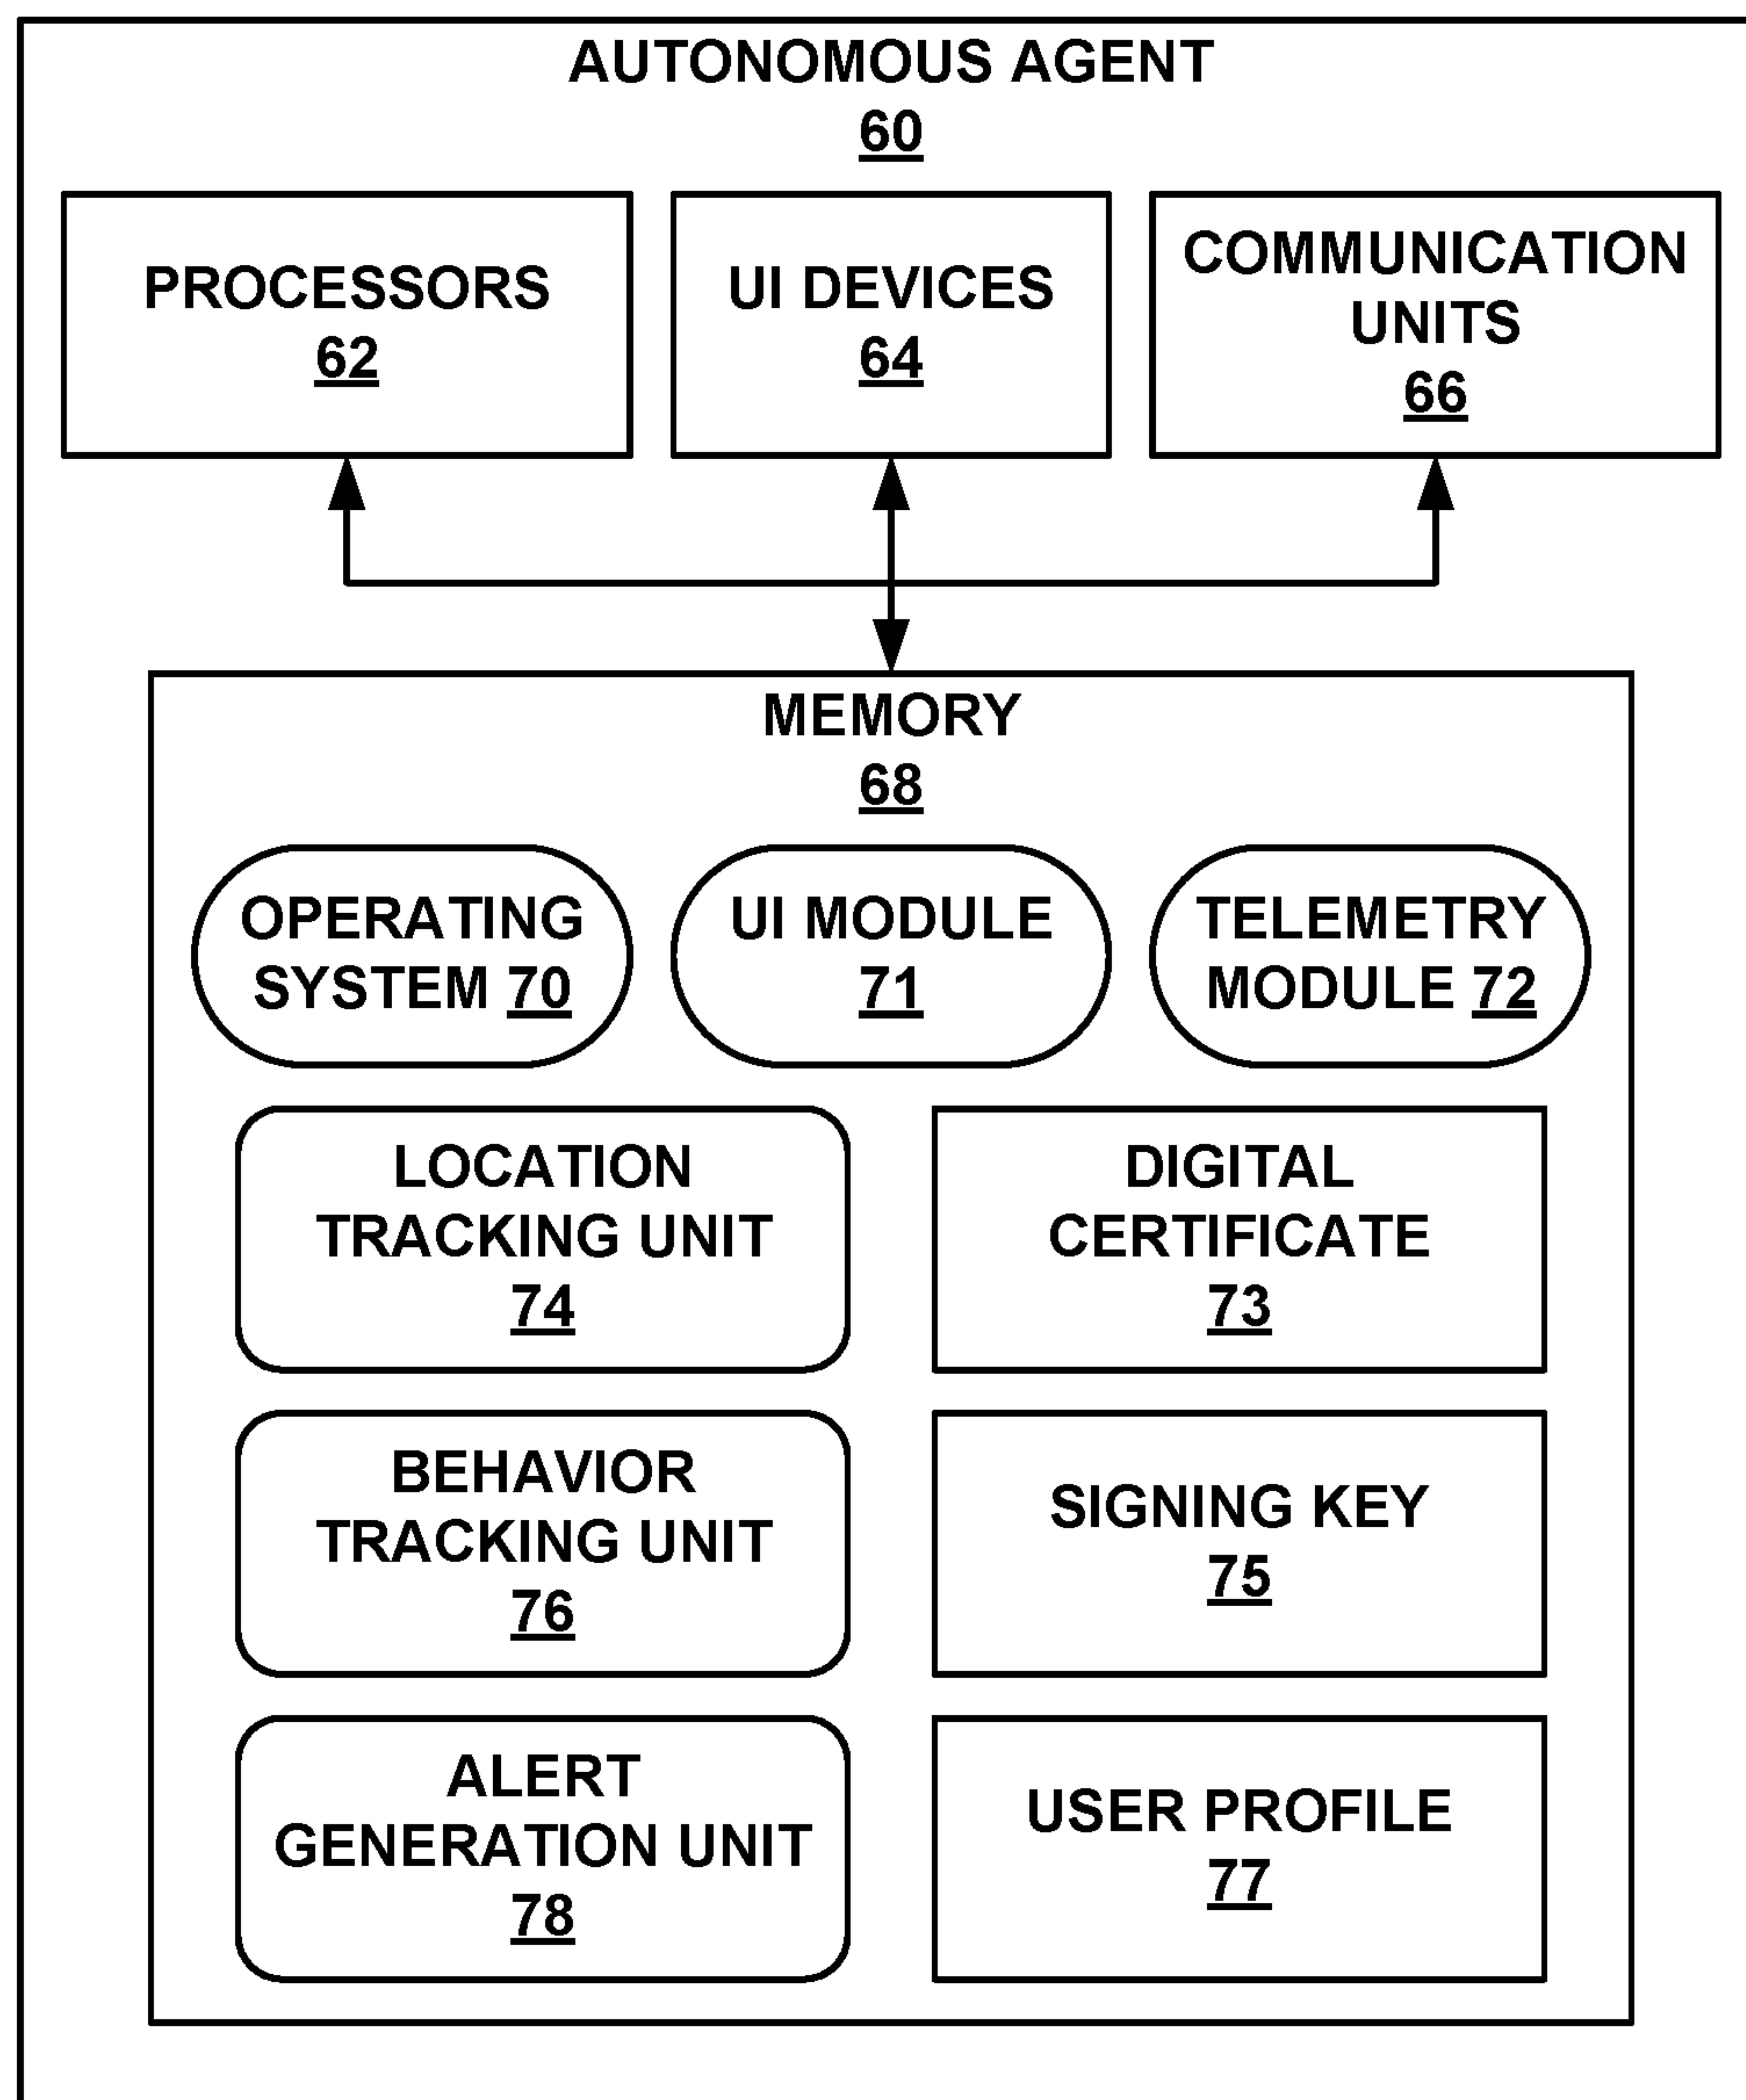 AUTONOMOUS AGENT
60
PROCESSORS
62
UI DEVICES
64
COMMUNICATION
UNITS
66
MEMORY
68
OPERATING
SYSTEM 70
UI MODULE
71
TELEMETRY
MODULE 72
LOCATION
TRACKING UNIT
74
DIGITAL
CERTIFICATE
73
BEHAVIOR
TRACKING UNIT
76
SIGNING KEY
75
ALERT
GENERATION UNIT
78
USER PROFILE
77